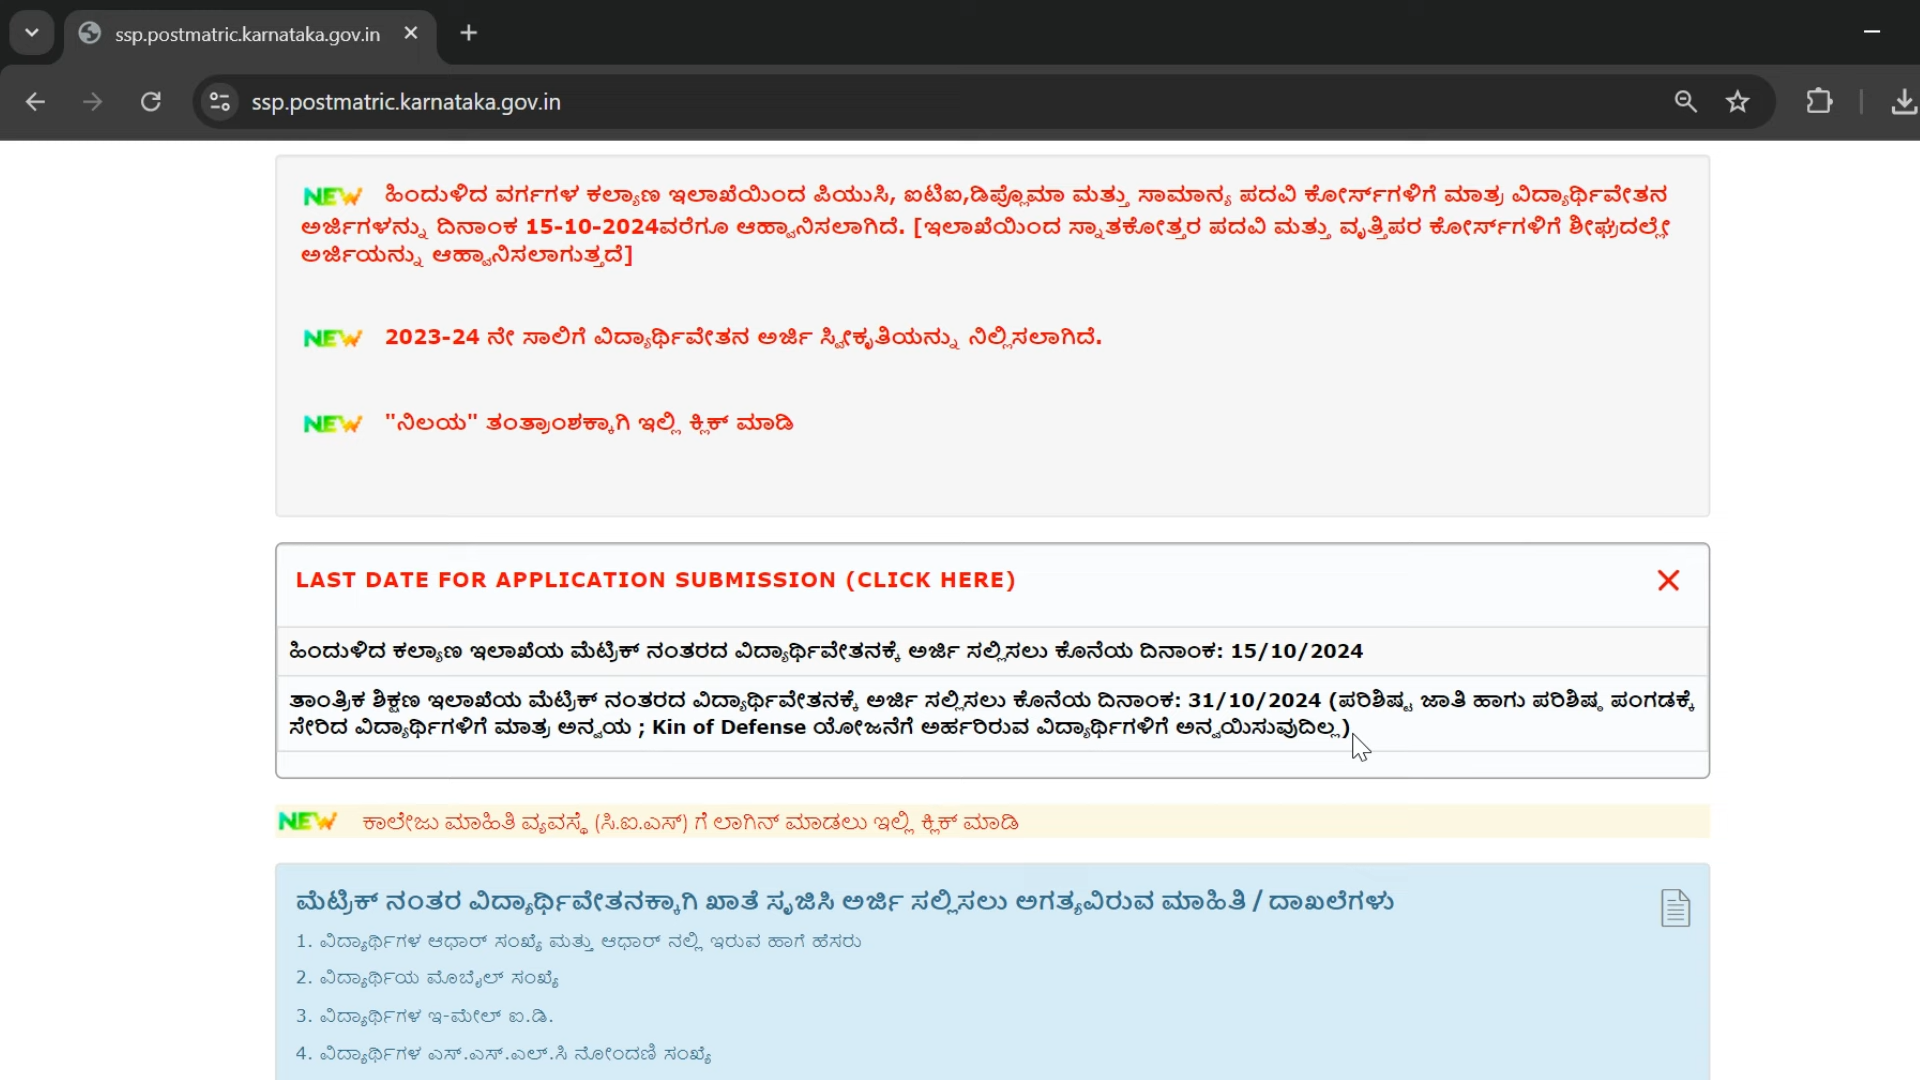 ssp.postmatric.karnataka.gov.in
ssp.postmatric.karnataka.gov.in
NEW ಹಿಂದುಳಿದ ವರ್ಗಗಳ ಕಲ್ಯಾಣ ಇಲಾಖೆಯಿಂದ ಪಿಯುಸಿ, ಐಟಿಐ,ಡಿಪ್ಲೊಮಾ ಮತ್ತು ಸಾಮಾನ್ಯ ಪದವಿ ಕೋರ್ಸ್‌ಗಳಿಗೆ ಮಾತ್ರ ವಿದ್ಯಾರ್ಥಿವೇತನ
ಅರ್ಜಿಗಳನ್ನು ದಿನಾಂಕ 15-10-2024ವರೆಗೂ ಆಹ್ವಾನಿಸಲಾಗಿದೆ. [ಇಲಾಖೆಯಿಂದ ಸ್ನಾತಕೋತ್ತರ ಪದವಿ ಮತ್ತು ವೃತ್ತಿಪರ ಕೋರ್ಸ್‌ಗಳಿಗೆ ಶೀಘ್ರದಲ್ಲೇ
ಅರ್ಜಿಯನ್ನು ಆಹ್ವಾನಿಸಲಾಗುತ್ತದೆ]
NEW 2023-24 ನೇ ಸಾಲಿಗೆ ವಿದ್ಯಾರ್ಥಿವೇತನ ಅರ್ಜಿ ಸ್ವೀಕೃತಿಯನ್ನು ನಿಲ್ಲಿಸಲಾಗಿದೆ.
NEW "ನಿಲಯ" ತಂತ್ರಾಂಶಕ್ಕಾಗಿ ಇಲ್ಲಿ ಕ್ಲಿಕ್ ಮಾಡಿ
LAST DATE FOR APPLICATION SUBMISSION (CLICK HERE)
ಹಿಂದುಳಿದ ಕಲ್ಯಾಣ ಇಲಾಖೆಯ ಮೆಟ್ರಿಕ್ ನಂತರದ ವಿದ್ಯಾರ್ಥಿವೇತನಕ್ಕೆ ಅರ್ಜಿ ಸಲ್ಲಿಸಲು ಕೊನೆಯ ದಿನಾಂಕ: 15/10/2024
ತಾಂತ್ರಿಕ ಶಿಕ್ಷಣ ಇಲಾಖೆಯ ಮೆಟ್ರಿಕ್ ನಂತರದ ವಿದ್ಯಾರ್ಥಿವೇತನಕ್ಕೆ ಅರ್ಜಿ ಸಲ್ಲಿಸಲು ಕೊನೆಯ ದಿನಾಂಕ: 31/10/2024 (ಪರಿಶಿಷ್ಟ ಜಾತಿ ಹಾಗು ಪರಿಶಿಷ್ಠ ಪಂಗಡಕ್ಕೆ
ಸೇರಿದ ವಿದ್ಯಾರ್ಥಿಗಳಿಗೆ ಮಾತ್ರ ಅನ್ವಯ ; Kin of Defense ಯೋಜನೆಗೆ ಅರ್ಹರಿರುವ ವಿದ್ಯಾರ್ಥಿಗಳಿಗೆ ಅನ್ವಯಿಸುವುದಿಲ್ಲ)
NEW ಕಾಲೇಜು ಮಾಹಿತಿ ವ್ಯವಸ್ಥೆ (ಸಿ.ಐ.ಎಸ್) ಗೆ ಲಾಗಿನ್ ಮಾಡಲು ಇಲ್ಲಿ ಕ್ಲಿಕ್ ಮಾಡಿ
ಮೆಟ್ರಿಕ್ ನಂತರ ವಿದ್ಯಾರ್ಥಿವೇತನಕ್ಕಾಗಿ ಖಾತೆ ಸೃಜಿಸಿ ಅರ್ಜಿ ಸಲ್ಲಿಸಲು ಅಗತ್ಯವಿರುವ ಮಾಹಿತಿ / ದಾಖಲೆಗಳು
1. ವಿದ್ಯಾರ್ಥಿಗಳ ಆಧಾರ್ ಸಂಖ್ಯೆ ಮತ್ತು ಆಧಾರ್ ನಲ್ಲಿ ಇರುವ ಹಾಗೆ ಹೆಸರು
2. ವಿದ್ಯಾರ್ಥಿಯ ಮೊಬೈಲ್ ಸಂಖ್ಯೆ
3. ವಿದ್ಯಾರ್ಥಿಗಳ ಇ-ಮೇಲ್ ಐ.ಡಿ.
4. ವಿದ್ಯಾರ್ಥಿಗಳ ಎಸ್.ಎಸ್.ಎಲ್.ಸಿ ನೋಂದಣಿ ಸಂಖ್ಯೆ